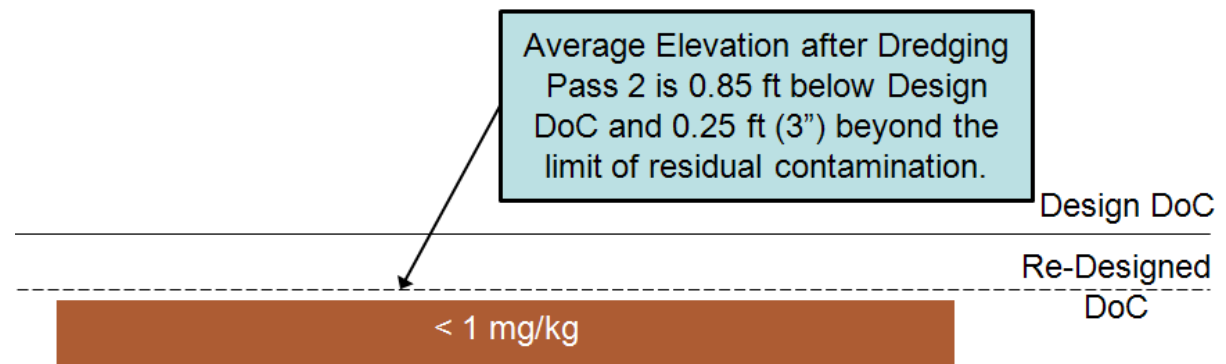 Average Elevation after Dredging
Pass 2 is 0.85 ft below Design
DoC and 0.25 ft (3”) beyond the
limit of residual contamination.
Design DoC
Re-Designed
DoC
< 1 mg/kg